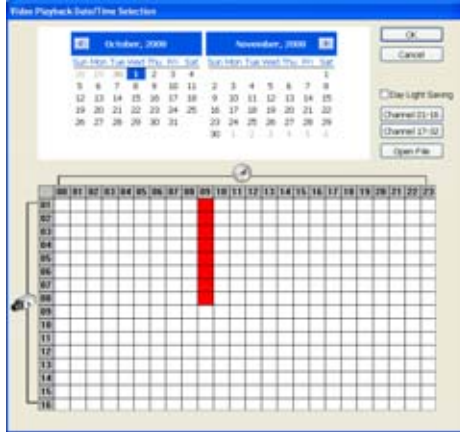 Video Playback Date/Time Selection
October, 2008
November, 2008
Sun Mon Tue Wed Thu Fri Sat
Sun Mon Tue Wed Thu Fri Sat
28 29 30 1 2 3 4
1
5 6 7 8 9 10 11
2 3 4 5 6 7 8
12 13 14 15 16 17 18
9 10 11 12 13 14 15
19 20 21 22 23 24 25
16 17 18 19 20 21 22
26 27 28 29 30 31
23 24 25 26 27 28 29
30 1 2 3 4 5 6
OK
Cancel
Day Light Saving
Channel 01-16
Channel 17-32
Open File
00 01 02 03 04 05 06 07 08 09 10 11 12 13 14 15 16 17 18 19 20 21 22 23
01
02
03
04
05
06
07
08
09
10
11
12
13
14
15
16